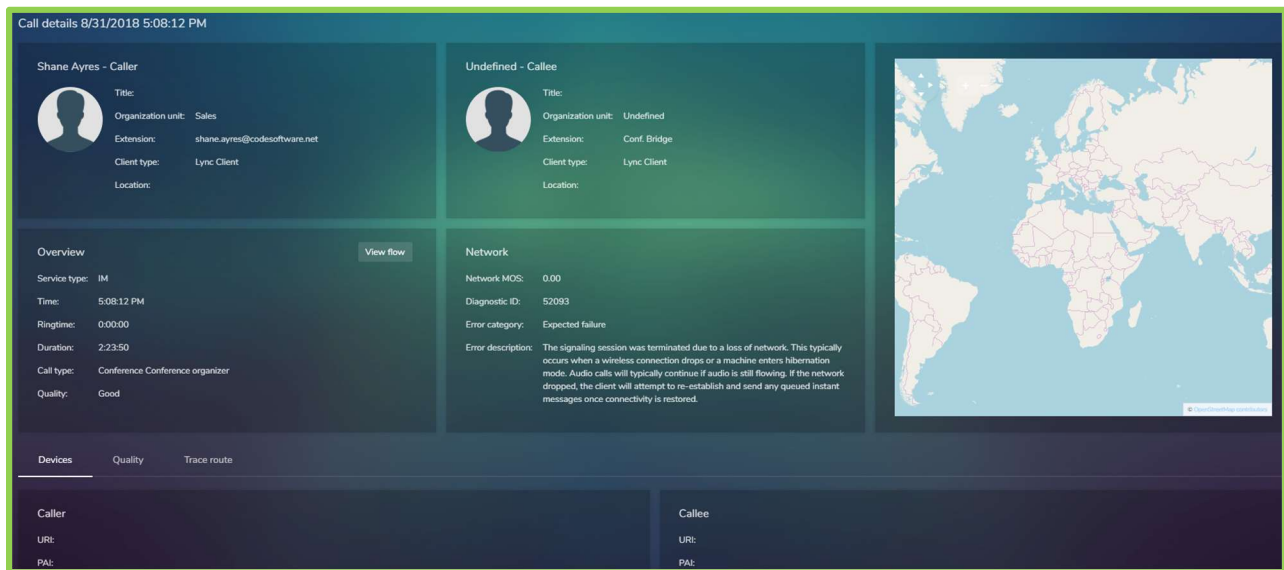 Call details 8/31/2018 5:08:12 PM
Shane Ayres - Caller
Title:
Organization unit: Sales
Extension: shane.ayres@codesoftware.net
Client type: Lync Client
Location:
Undefined - Callee
Title:
Organization unit: Undefined
Extension: Conf. Bridge
Client type: Lync Client
Location:
© OpenStreetMap contributors
Overview
View flow
Service type: IM
Time: 5:08:12 PM
Ringtime: 0:00:00
Duration: 2:23:50
Call type: Conference Conference organizer
Quality: Good
Network
Network MOS: 0.00
Diagnostic ID: 52093
Error category: Expected failure
Error description: The signaling session was terminated due to a loss of network. This typically
occurs when a wireless connection drops or a machine enters hibernation
mode. Audio calls will typically continue if audio is still flowing. If the network
dropped, the client will attempt to re-establish and send any queued instant
messages once connectivity is restored.
Devices Quality Trace route
Caller
URI:
PAI:
Callee
URI:
PAI: